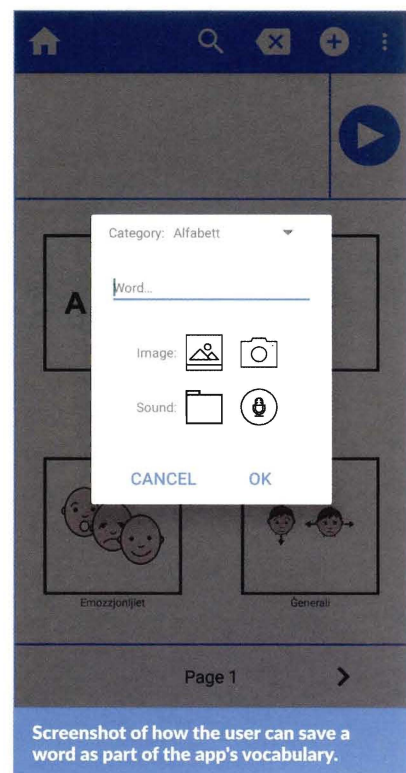 Category: Alfabett
A
Word...
Image:
Sound:
CANCEL OK
Emozzjonijiet Ġenerali
Page 1
Screenshot of how the user can save a
word as part of the app's vocabulary.